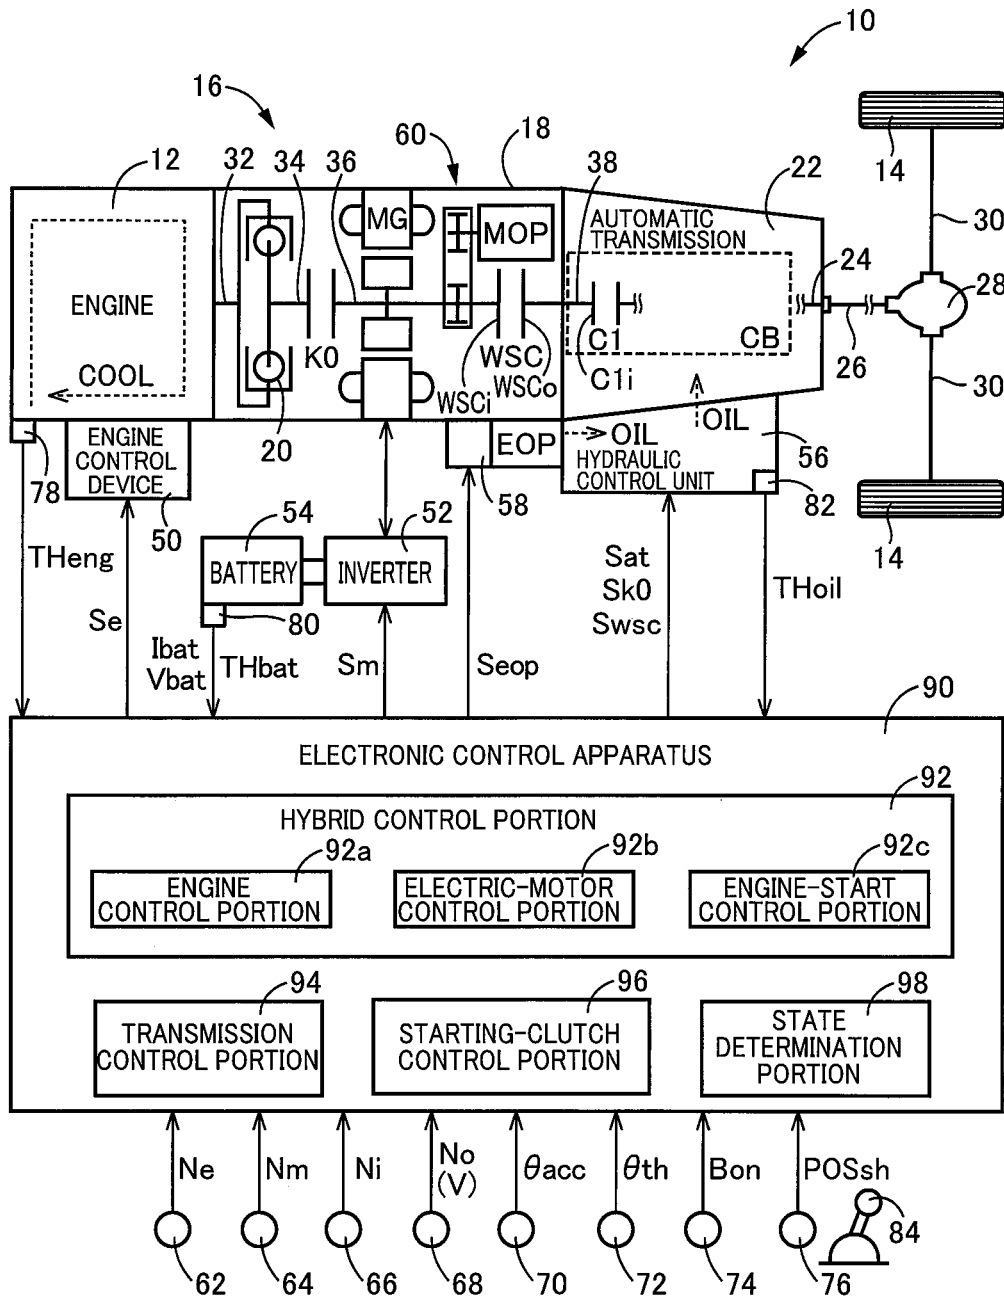 10
16
18
60
12
32
34
36
38
22
14
MG
MOP
AUTOMATIC
TRANSMISSION
30
24
28
ENGINE
K0
WSC
C1
CB
26
COOL
WSCi
WSCo
C1i
30
20
78
ENGINE
CONTROL
DEVICE
50
EOP
58
OIL
OIL
HYDRAULIC
CONTROL UNIT
56
82
14
54
52
BATTERY
INVERTER
80
THeng
Se
Ibat
Vbat
THbat
Sm
Seop
Sat
Sk0
Swsc
THoil
90
ELECTRONIC CONTROL APPARATUS
92
HYBRID CONTROL PORTION
92a
92b
92c
ENGINE
CONTROL PORTION
ELECTRIC-MOTOR
CONTROL PORTION
ENGINE-START
CONTROL PORTION
94
96
98
TRANSMISSION
CONTROL PORTION
STARTING-CLUTCH
CONTROL PORTION
STATE
DETERMINATION
PORTION
Ne
Nm
Ni
No
(V)
θacc
θth
Bon
POSsh
84
62
64
66
68
70
72
74
76